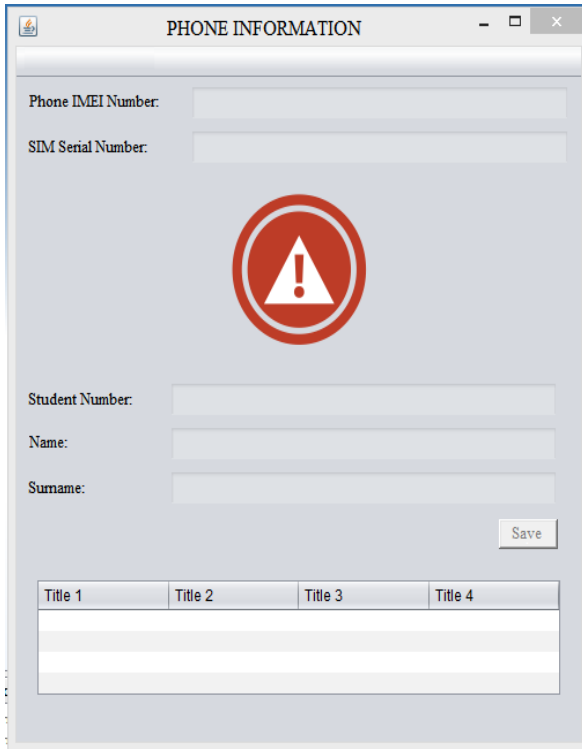 PHONE INFORMATION
Phone IMEI Number:
SIM Serial Number:
!
Student Number:
Name:
Surname:
Save
Title 1 Title 2 Title 3 Title 4